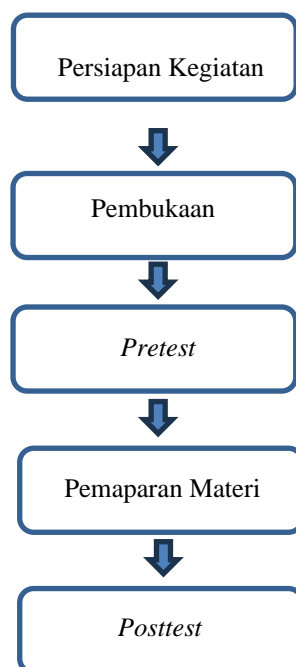 Persiapan Kegiatan
Pembukaan
Pretest
Pemaparan Materi
Posttest